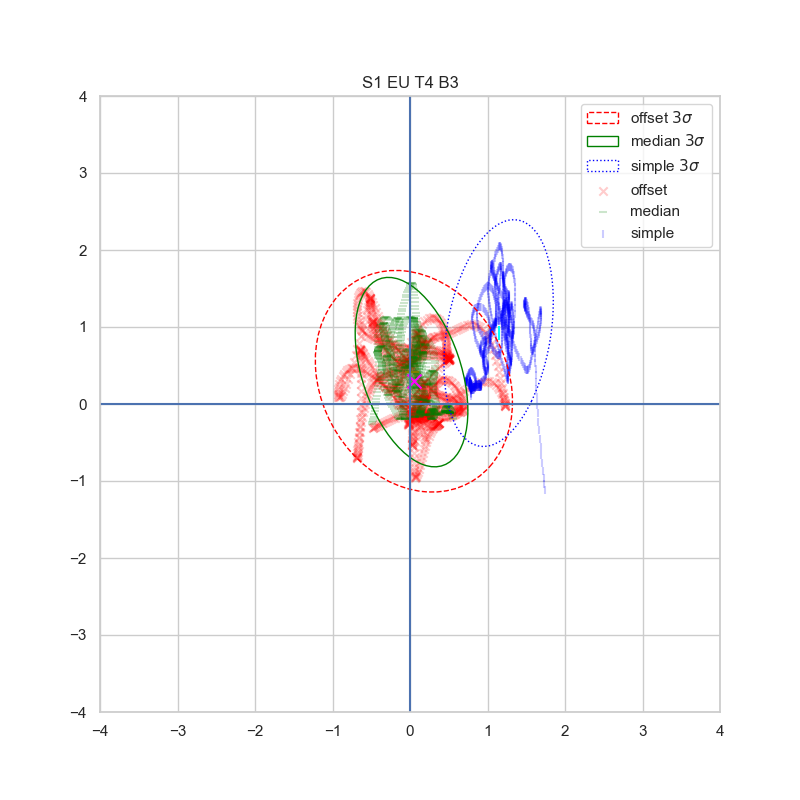 S1 EU T4 B3
offset 3σ
median 3σ
simple 3σ
offset
median
simple
4
3
2
1
0
−1
−2
−3
−4
−4 −3 −2 −1 0 1 2 3 4